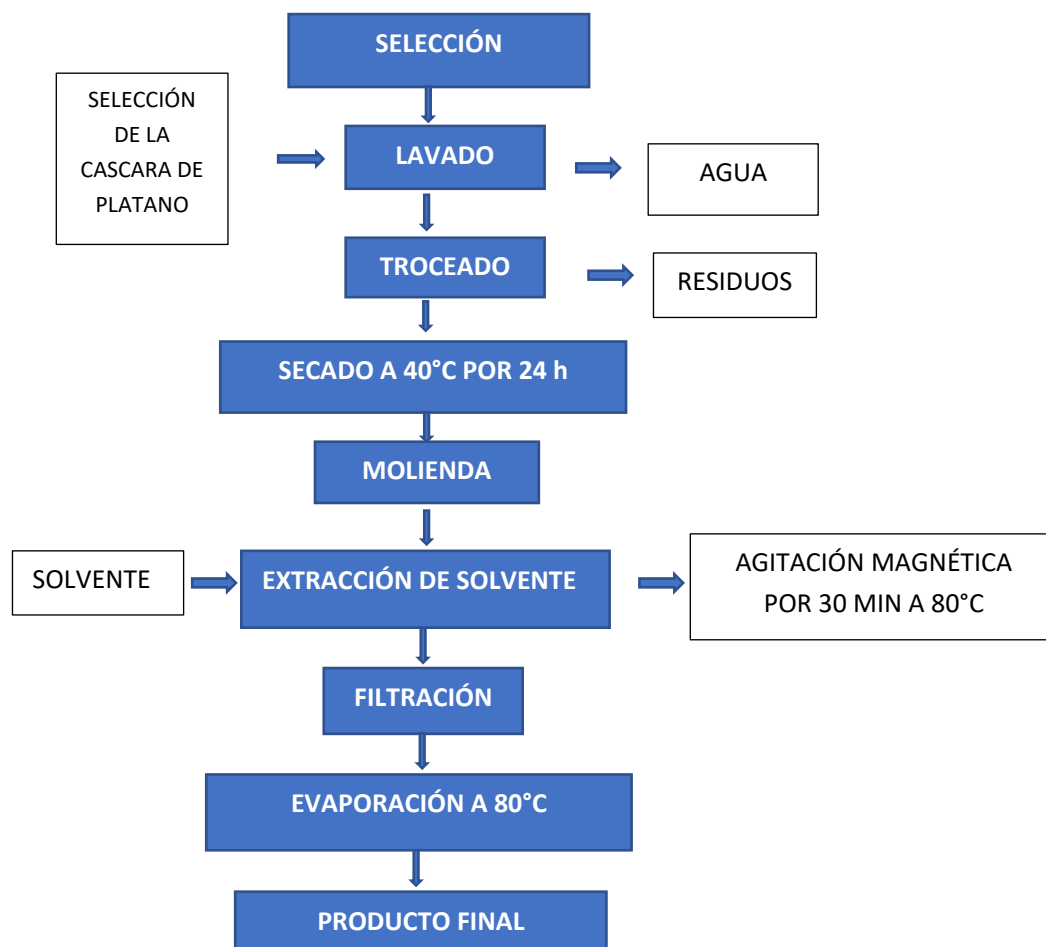 SELECCIÓN
SELECCIÓN
DE LA
CASCARA DE
PLATANO
LAVADO
AGUA
TROCEADO
RESIDUOS
SECADO A 40°C POR 24 h
MOLIENDA
SOLVENTE
EXTRACCIÓN DE SOLVENTE
AGITACIÓN MAGNÉTICA
POR 30 MIN A 80°C
FILTRACIÓN
EVAPORACIÓN A 80°C
PRODUCTO FINAL